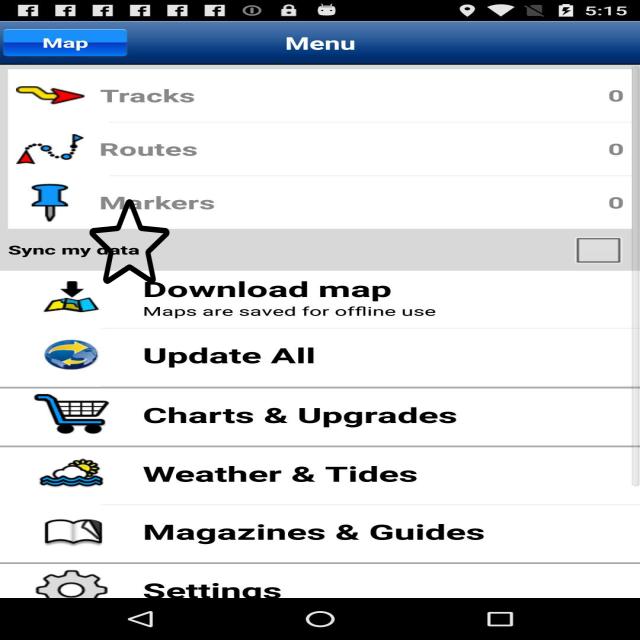 5:15
Map Menu
Tracks 0
Routes 0
Markers 0
Sync my data
Download map
Maps are saved for offline use
Update All
Charts & Upgrades
Weather & Tides
Magazines & Guides
Settings